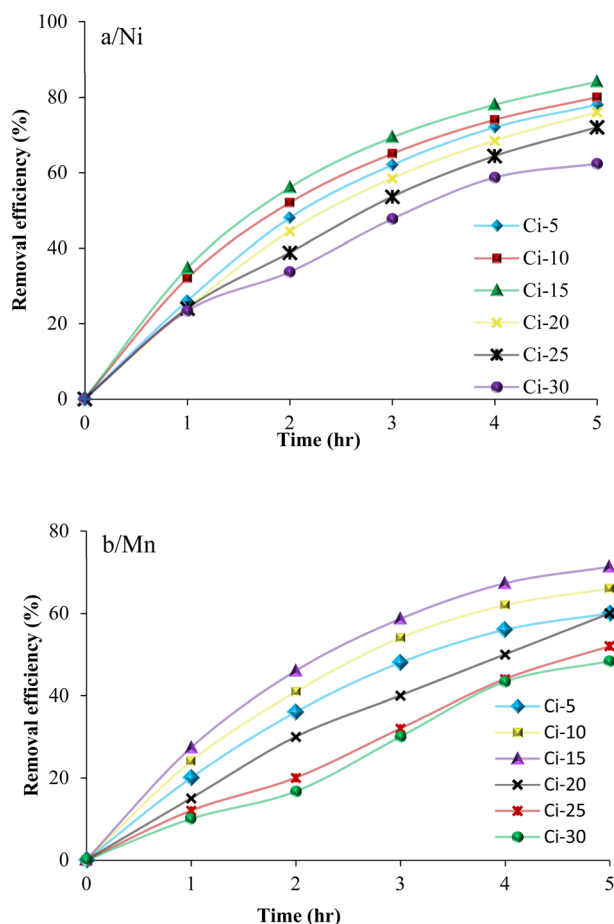 a/Ni
Removal efficiency (%)
100
80
60
40
20
0
Ci-5
Ci-10
Ci-15
Ci-20
Ci-25
Ci-30
0 1 2 3 4 5
Time (hr)
b/Mn
Removal efficiency (%)
80
60
40
20
0
Ci-5
Ci-10
Ci-15
Ci-20
Ci-25
Ci-30
0 1 2 3 4 5
Time (hr)